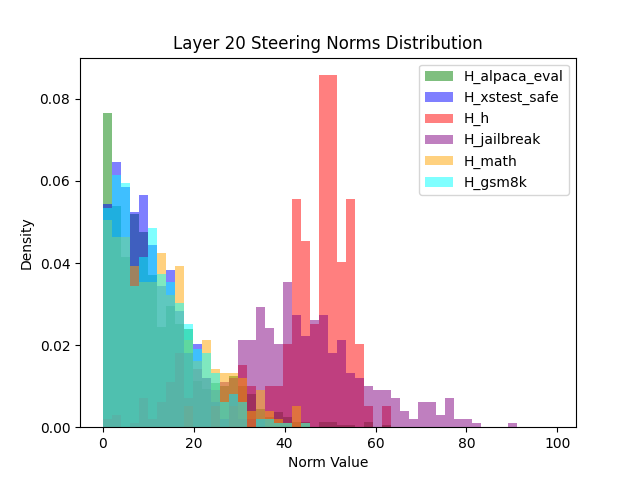 Layer 20 Steering Norms Distribution
H_alpaca_eval
H_xstest_safe
H_h
H_jailbreak
H_math
H_gsm8k
Density
0.08
0.06
0.04
0.02
0.00
0 20 40 60 80 100
Norm Value